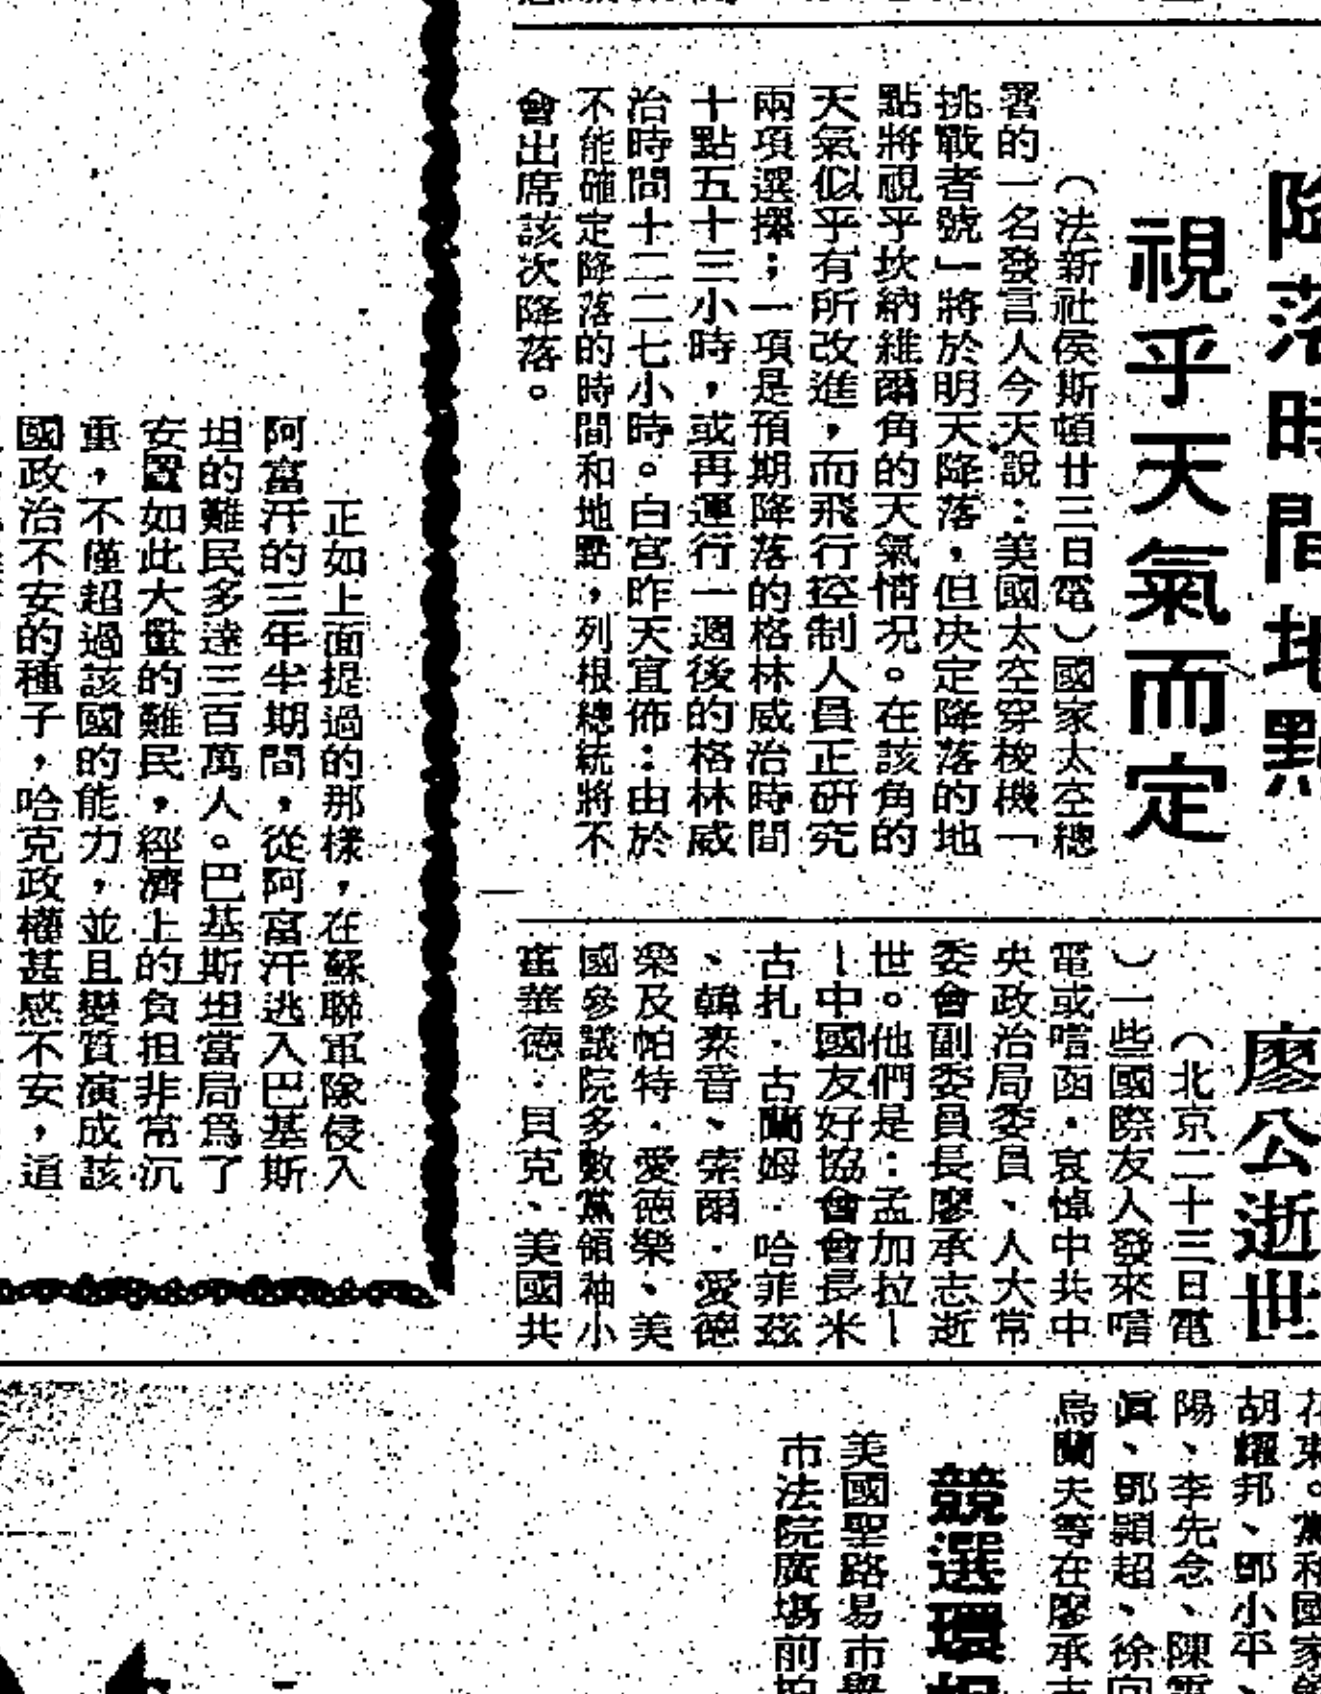 降落時間地點
視乎天氣而定
（法新社侯斯頓廿三日電）國家太空總
署的一名發言人今天說：美國太空穿梭機「
挑戰者號」將於明天降落，但決定降落的地
點將視乎坎納維爾角的天氣情況。在該角的
天氣似乎有所改進，而飛行控制人員正研究
兩項選擇；一項是預期降落的格林威治時間
十點五十三小時，或再運行一週後的格林威
治時間十二二七小時。白宮昨天宣佈：由於
不能確定降落的時間和地點，列根總統將不
會出席該次降落。
正如上面提過的那樣，在蘇聯軍隊侵入
阿富汗的三年半期間，從阿富汗逃入巴基斯
坦的難民多達三百萬人。巴基斯坦當局爲了
安置如此大量的難民，經濟上的負担非常沉
重，不僅超過該國的能力，並且變質演成該
國政治不安的種子，哈克政權甚感不安，這
廖公逝世
（北京二十三日電
）一些國際友人發來唁
電或唁函，哀悼中共中
央政治局委員、人大常
委會副委員長廖承志逝
世。他們是：孟加拉—
—中國友好協會會長米
古扎·古蘭姆·哈菲茲
、韓素音、索爾·愛德
樂及帕特·愛德樂、美
國參議院多數黨領袖小
霍華德·貝克、美國共
胡耀邦、鄧小平、
陽、李先念、陳雲
眞、鄧穎超、徐向
烏蘭夫等在廖承志
競選環
美國聖路易市舉
市法院廣場前拍